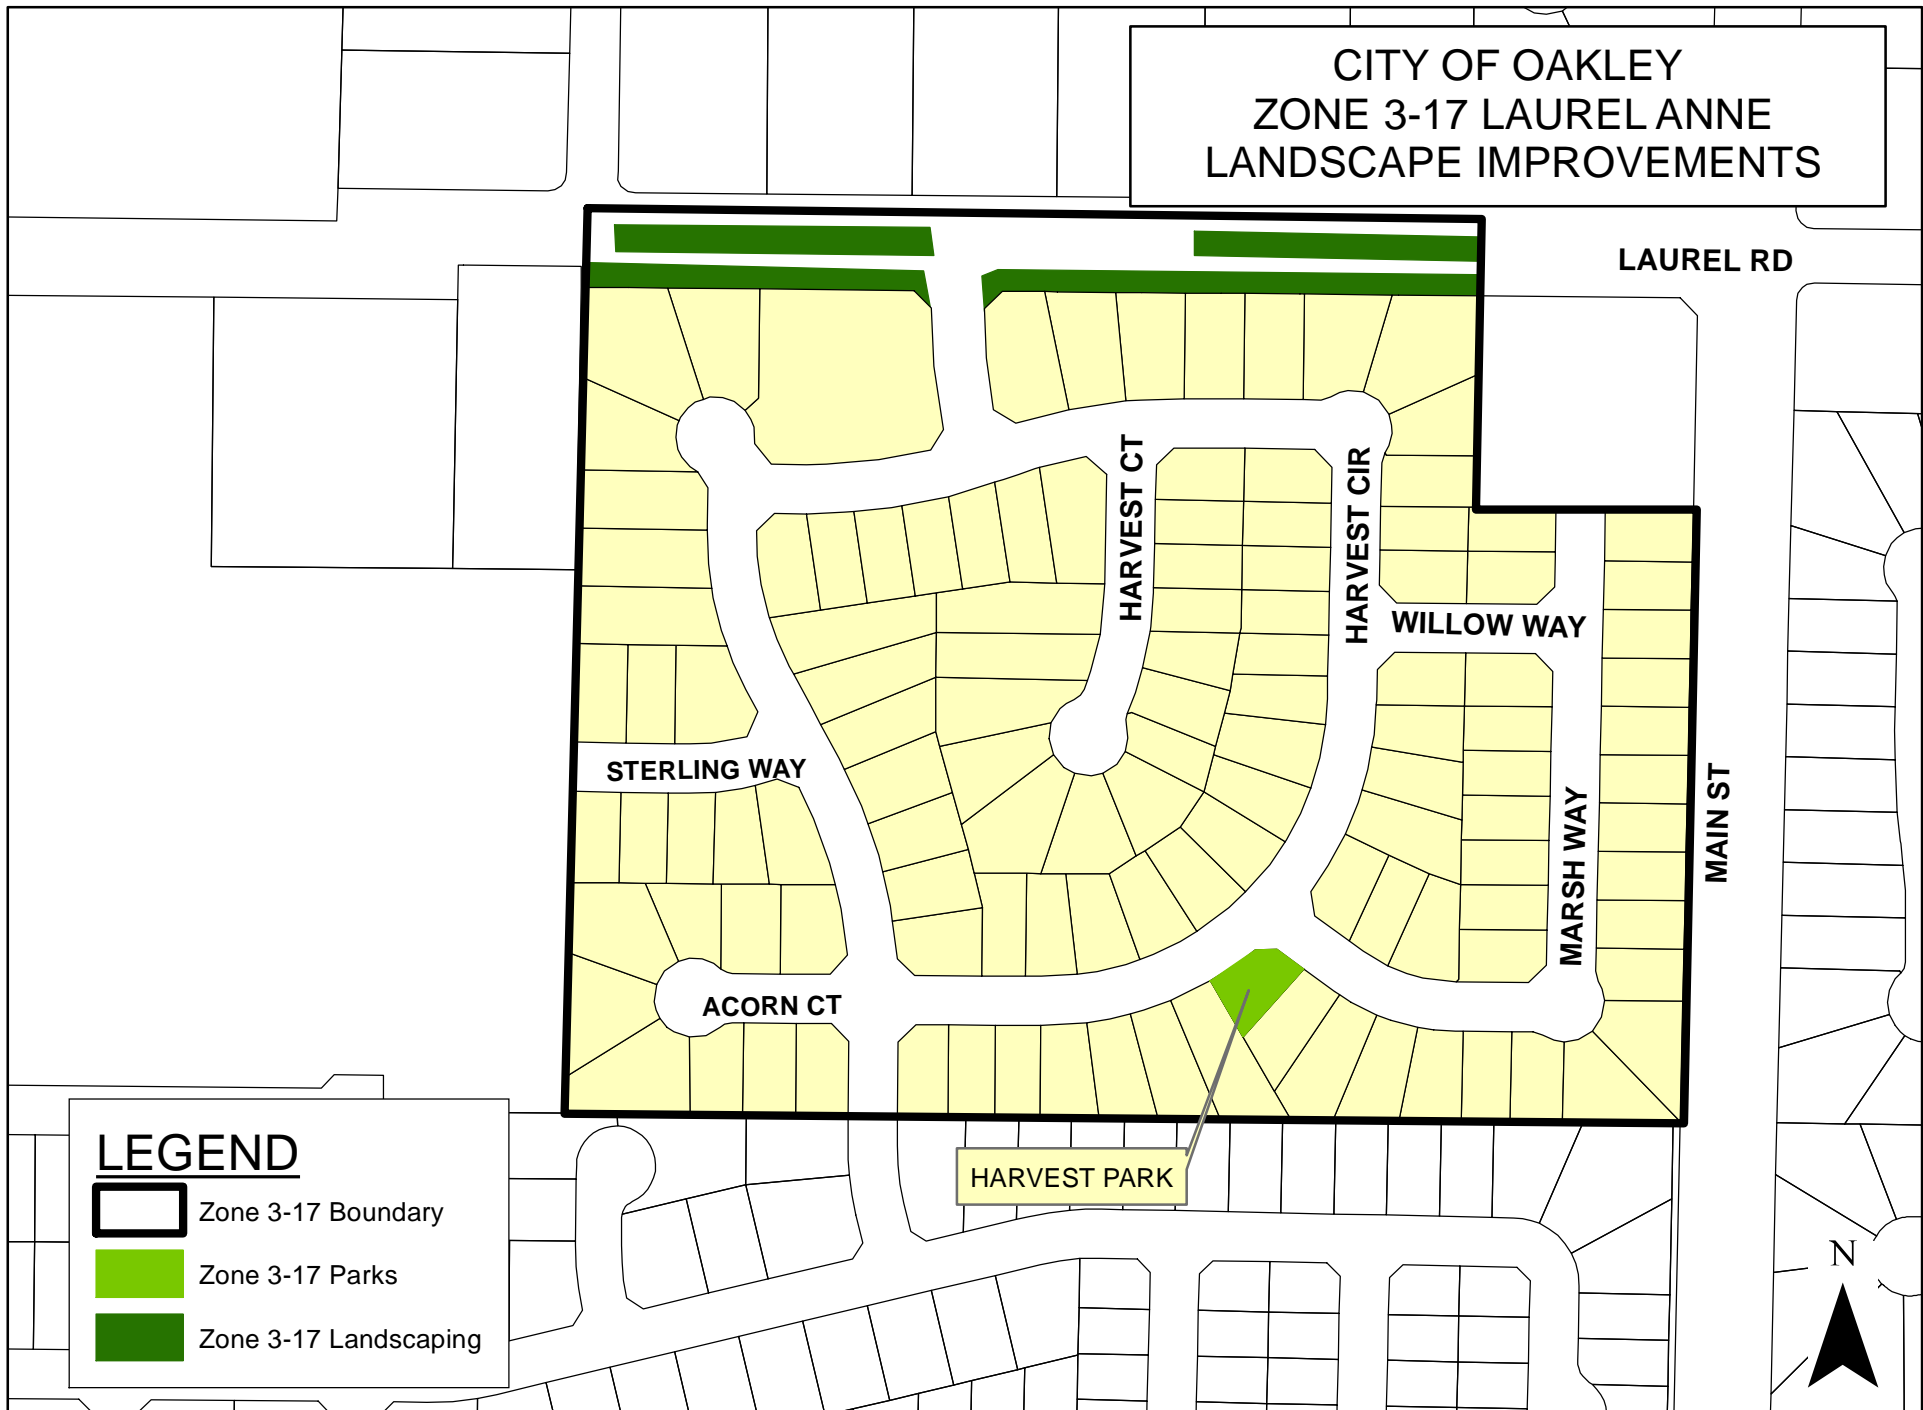 CITY OF OAKLEY
ZONE 3-17 LAUREL ANNE
LANDSCAPE IMPROVEMENTS
LAUREL RD
HARVEST CT
HARVEST CIR
WILLOW WAY
STERLING WAY
MAIN ST
MARSH WAY
ACORN CT
HARVEST PARK
LEGEND
Zone 3-17 Boundary
Zone 3-17 Parks
Zone 3-17 Landscaping
N